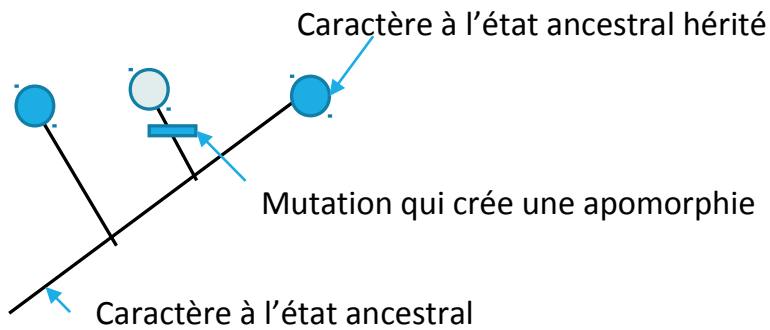 Caractère à l’état ancestral hérité
Mutation qui crée une apomorphie
Caractère à l’état ancestral